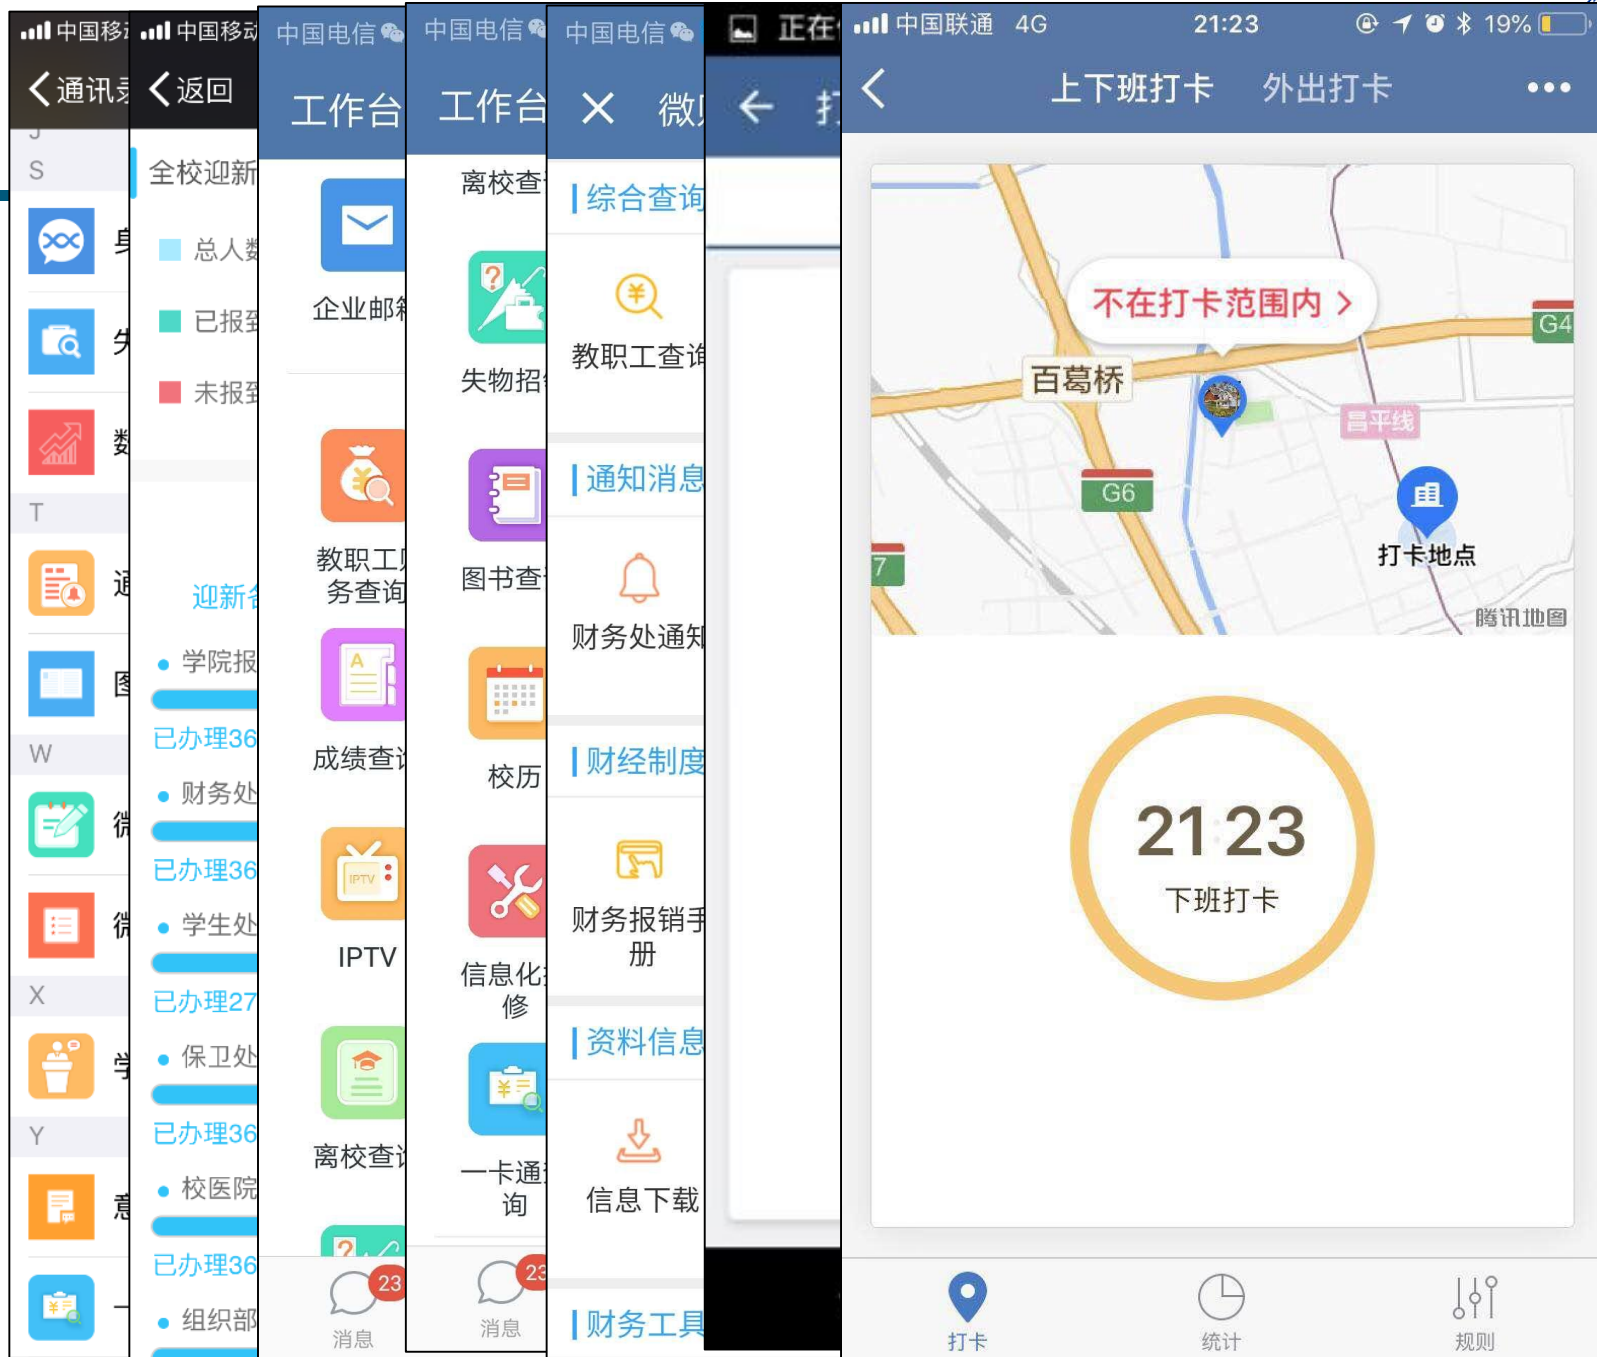 中国移
通讯录
J
S
T
W
X
Y
中国移动
返回
全校迎新
总人数
已报到
未报到
迎新各
学院报
已办理36
财务处
已办理36
学生处
已办理27
保卫处
已办理36
校医院
已办理36
组织部
中国电信
工作台
企业邮箱
¥
教职工财
务查询
A
成绩查询
IPTV
IPTV
离校查询
?
23
消息
中国电信
工作台
离校查
?
失物招
图书查
校历
信息化
修
¥
一卡通
询
23
消息
中国电信
微
综合查询
¥
教职工查询
通知消息
财务处通知
财经制度
财务报销手
册
资料信息
信息下载
财务工具
正在
打
中国联通 4G 21:23 19%
上下班打卡 外出打卡
不在打卡范围内
G4
百葛桥
昌平线
G6
7
打卡地点
腾讯地图
21:23
下班打卡
打卡 统计 规则